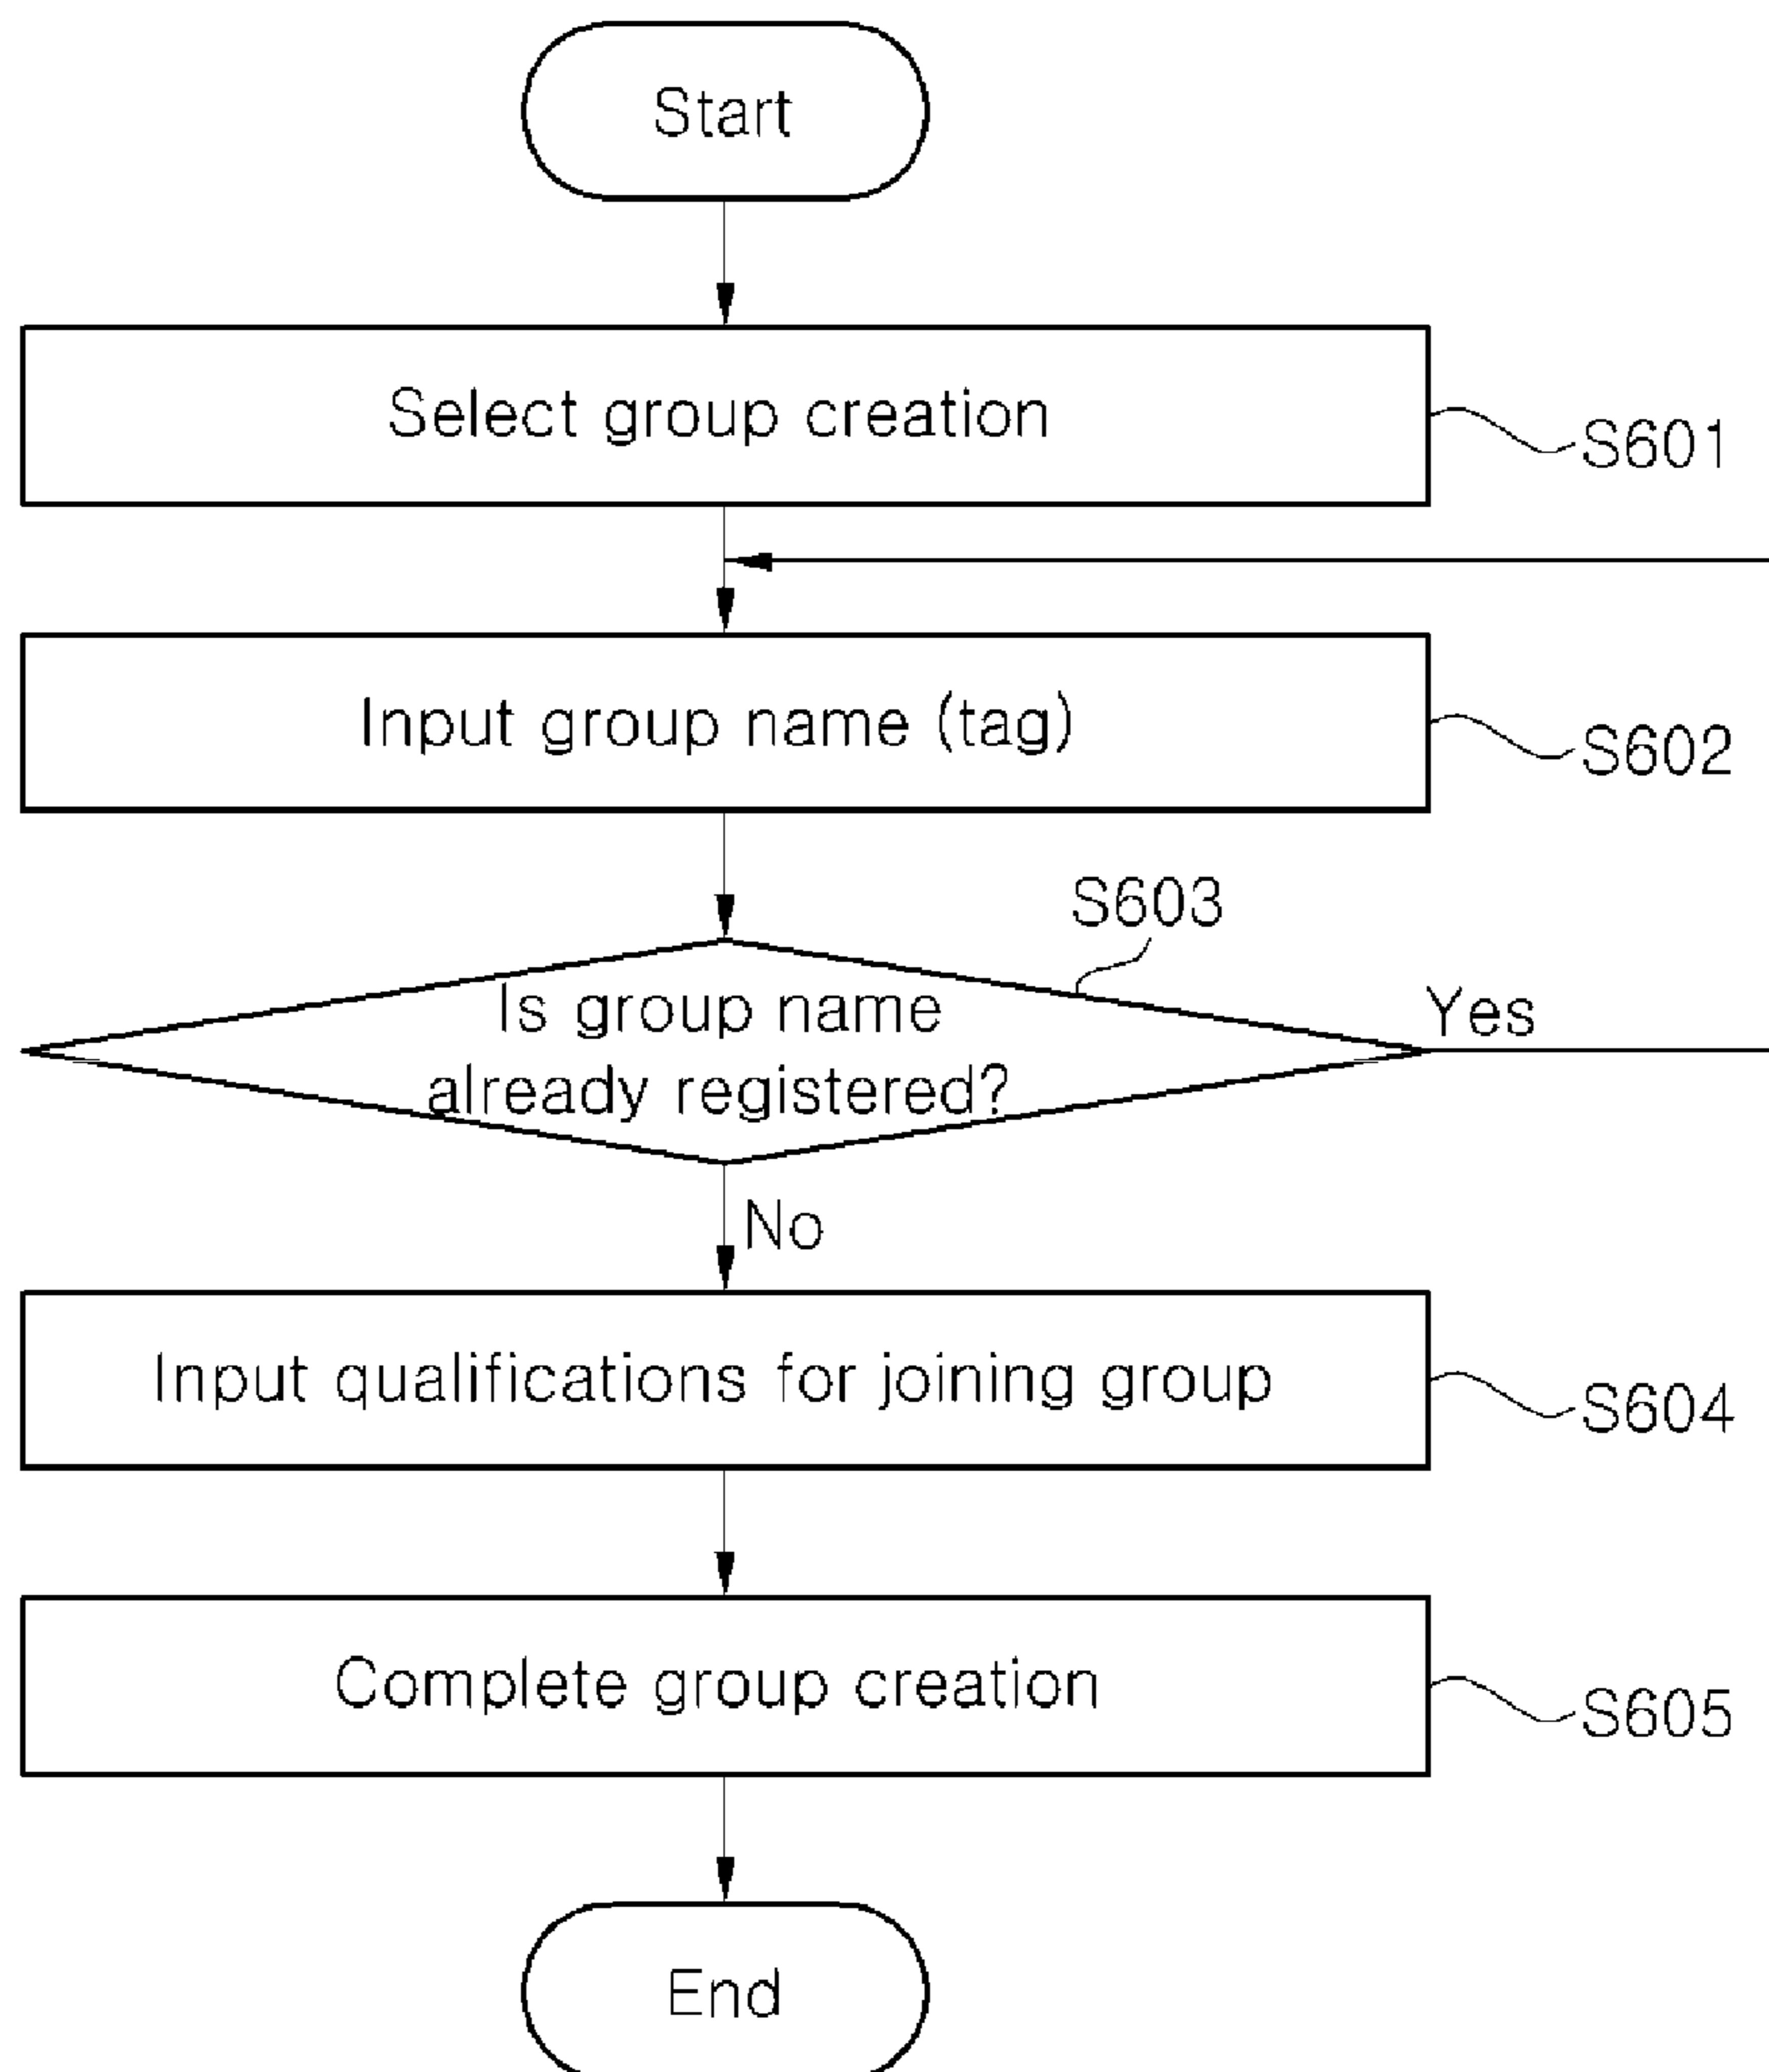 Start
Select group creation
S601
Input group name (tag)
S602
S603
Is group name
already registered?
Yes
No
Input qualifications for joining group
S604
Complete group creation
S605
End